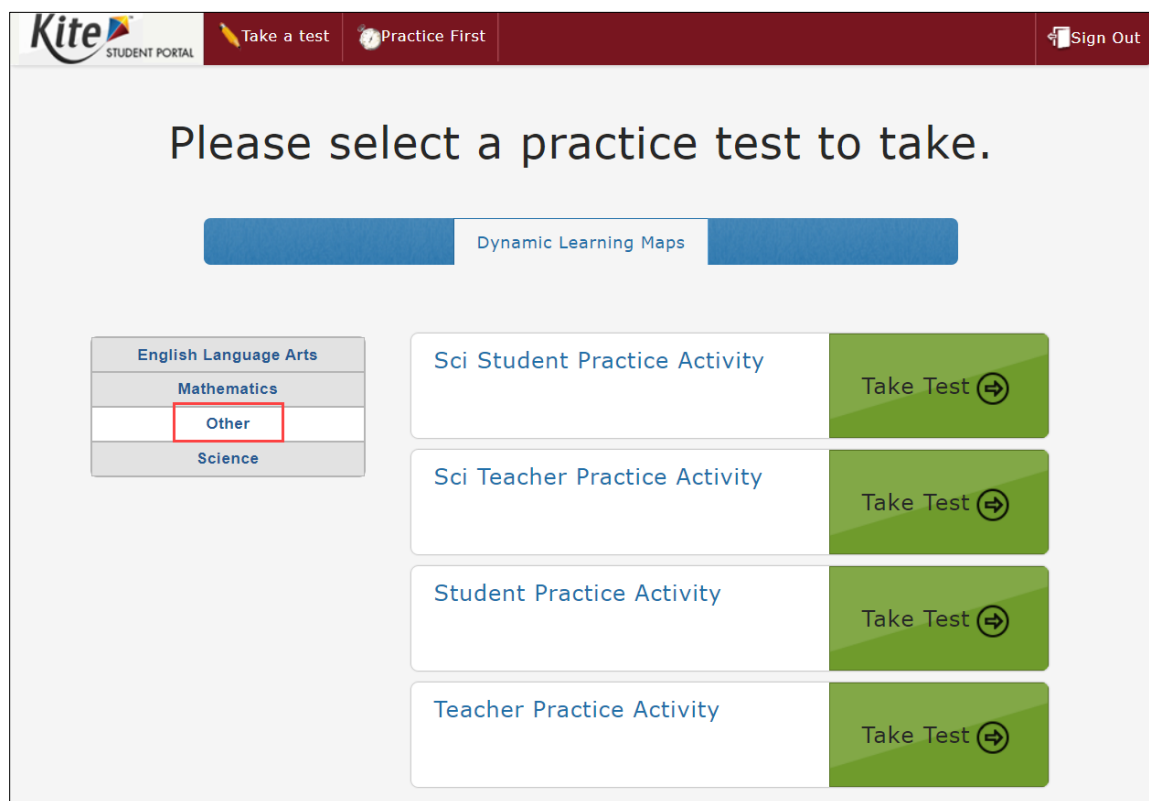 Kite
STUDENT PORTAL
Take a test
Practice First
Sign Out
Please select a practice test to take.
Dynamic Learning Maps
English Language Arts
Mathematics
Other
Science
Sci Student Practice Activity
Take Test
Sci Teacher Practice Activity
Take Test
Student Practice Activity
Take Test
Teacher Practice Activity
Take Test